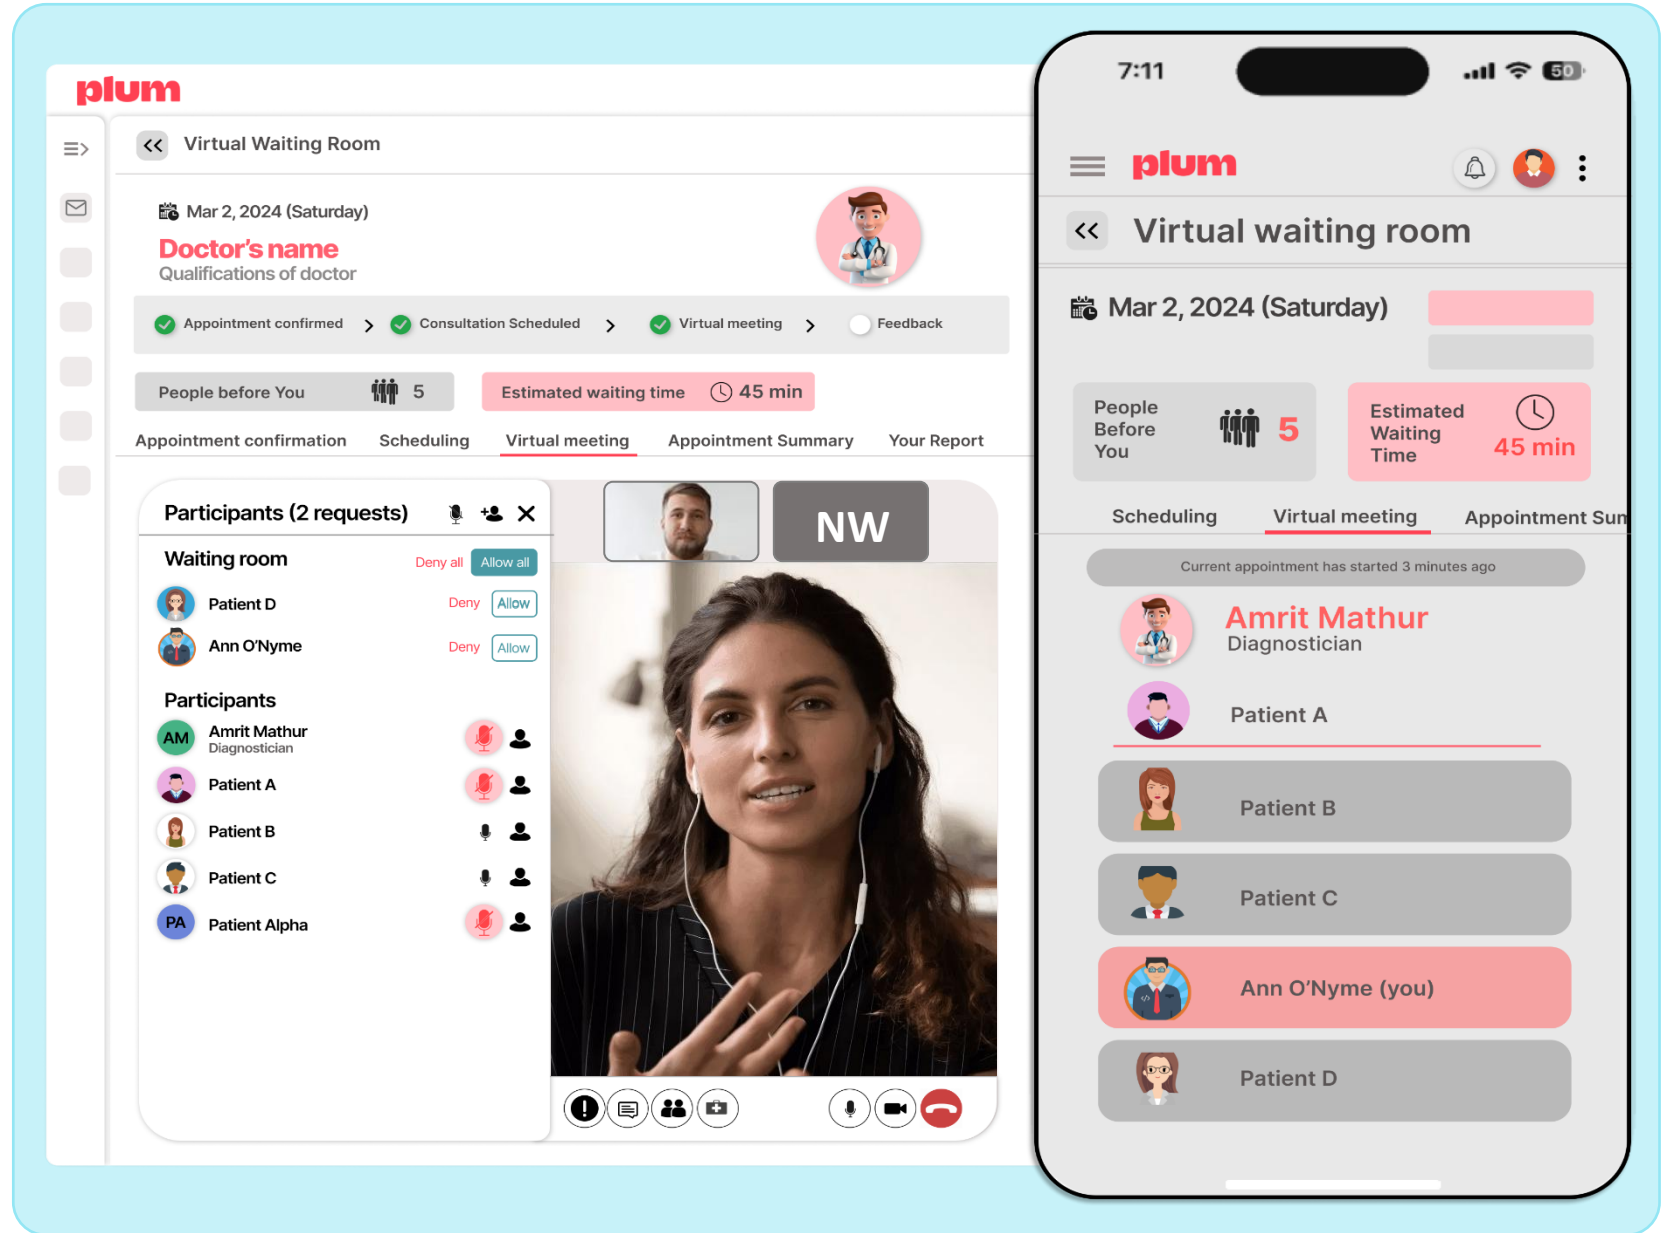 plum
Virtual Waiting Room
Mar 2, 2024 (Saturday)
Doctor's name
Qualifications of doctor
Appointment confirmed
Consultation Scheduled
Virtual meeting
Feedback
People before You 5
Estimated waiting time 45 min
Appointment confirmation Scheduling Virtual meeting Appointment Summary Your Report
Participants (2 requests)
Waiting room Deny all Allow all
Patient D Deny Allow
Ann O'Nyme Deny Allow
Participants
AM Amrit Mathur
Diagnostician
Patient A
Patient B
Patient C
PA Patient Alpha
NW
7:11 50
plum
Virtual waiting room
Mar 2, 2024 (Saturday)
People
Before
You
5
Estimated
Waiting
Time
45 min
Scheduling Virtual meeting Appointment Sum
Current appointment has started 3 minutes ago
Amrit Mathur
Diagnostician
Patient A
Patient B
Patient C
Ann O'Nyme (you)
Patient D